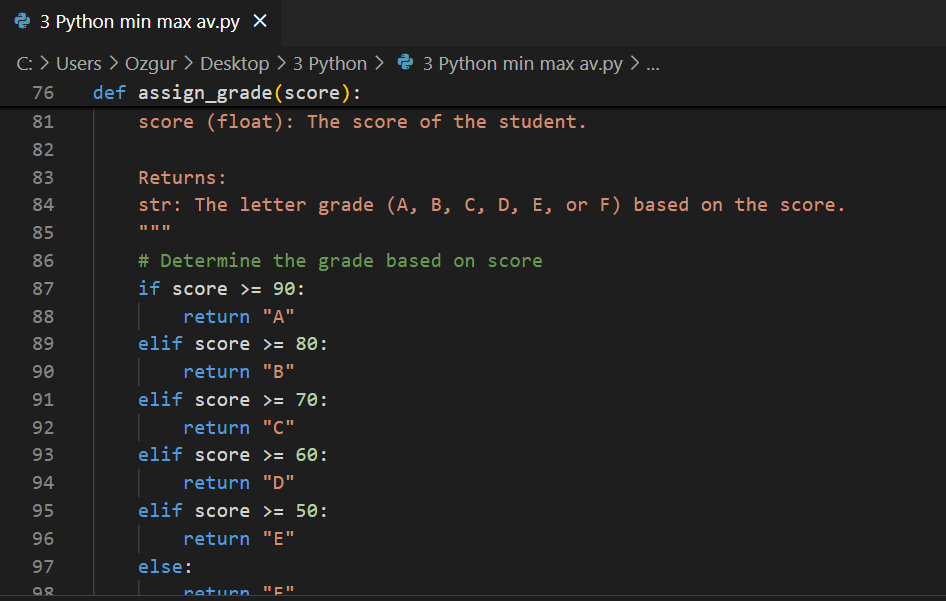 3 Python min max av.py ×
C: > Users > Ozgur > Desktop > 3 Python > 3 Python min max av.py > ...
76 def assign_grade(score):
81 score (float): The score of the student.
82
83 Returns:
84 str: The letter grade (A, B, C, D, E, or F) based on the score.
85 """
86 # Determine the grade based on score
87 if score >= 90:
88 return "A"
89 elif score >= 80:
90 return "B"
91 elif score >= 70:
92 return "C"
93 elif score >= 60:
94 return "D"
95 elif score >= 50:
96 return "E"
97 else:
98 return "F"